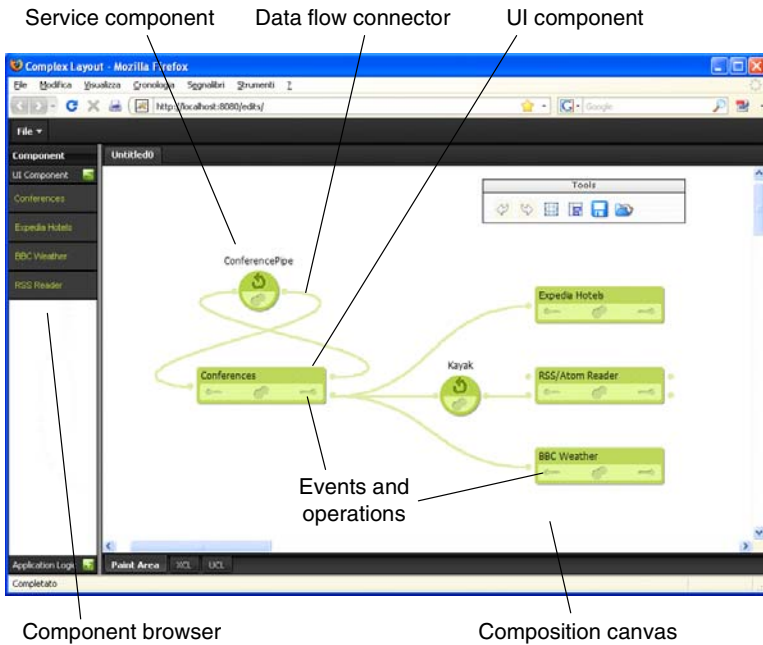 Service component Data flow connector UI component
Complex Layout - Mozilla Firefox
File Modifica Visualizza Cronologia Segnalibri Strumenti ?
http://localhost:8080/edits/ Google
File
Component Untitled0
UI Component
Tools
Conferences
Expedia Hotels
BBC Weather
RSS Reader
ConferencePipe
Expedia Hotels
Conferences
Kayak
RSS/Atom Reader
BBC Weather
Events and
operations
Application Logic Paint Area XCL UCL
Completato
Component browser Composition canvas